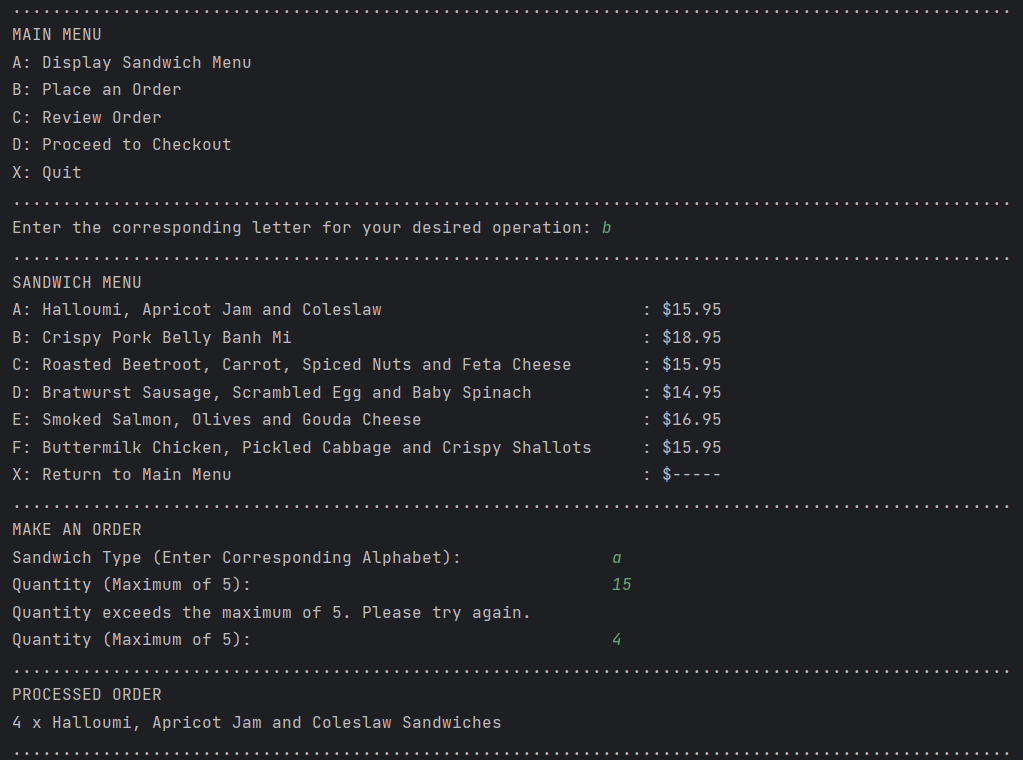 ....................................................................................................
MAIN MENU
A: Display Sandwich Menu
B: Place an Order
C: Review Order
D: Proceed to Checkout
X: Quit
....................................................................................................
Enter the corresponding letter for your desired operation: b
....................................................................................................
SANDWICH MENU
A: Halloumi, Apricot Jam and Coleslaw                          : $15.95
B: Crispy Pork Belly Banh Mi                                   : $18.95
C: Roasted Beetroot, Carrot, Spiced Nuts and Feta Cheese       : $15.95
D: Bratwurst Sausage, Scrambled Egg and Baby Spinach           : $14.95
E: Smoked Salmon, Olives and Gouda Cheese                      : $16.95
F: Buttermilk Chicken, Pickled Cabbage and Crispy Shallots     : $15.95
X: Return to Main Menu                                         : $-----
....................................................................................................
MAKE AN ORDER
Sandwich Type (Enter Corresponding Alphabet):               a
Quantity (Maximum of 5):                                    15
Quantity exceeds the maximum of 5. Please try again.
Quantity (Maximum of 5):                                    4
....................................................................................................
PROCESSED ORDER
4 x Halloumi, Apricot Jam and Coleslaw Sandwiches
....................................................................................................